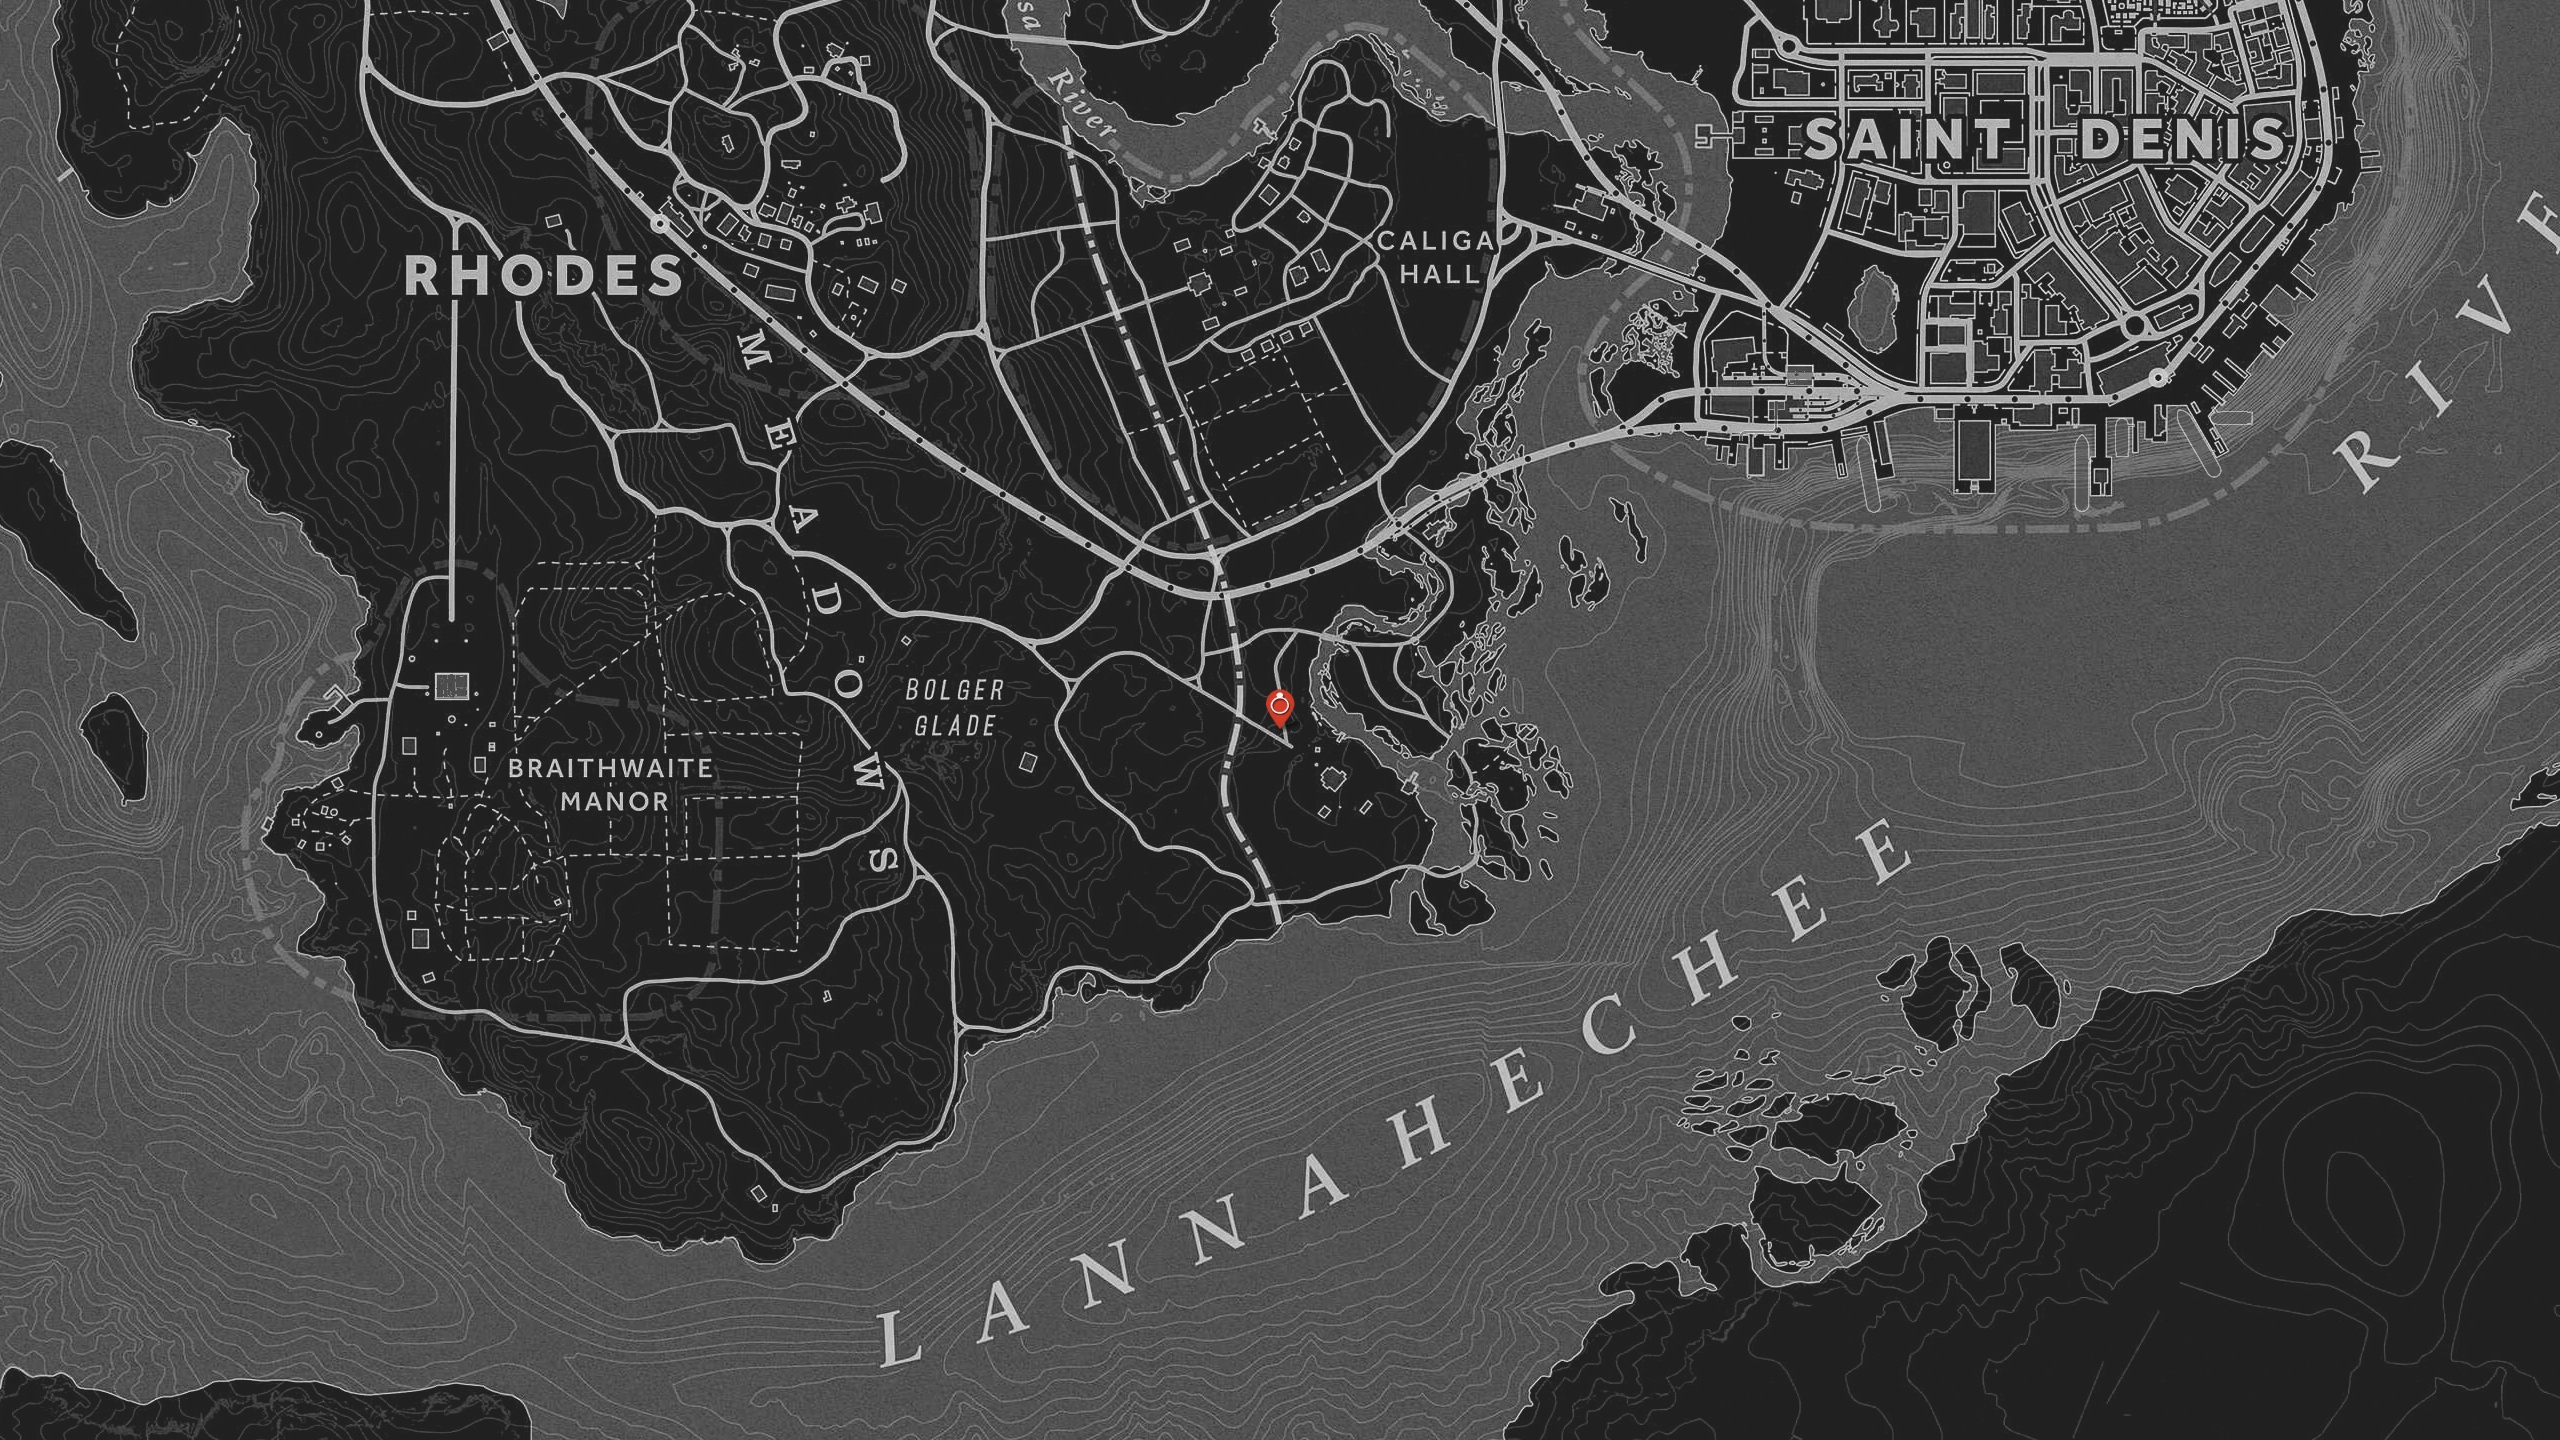 River
SAINT DENIS
CALIGA
HALL
RHODES
MEADOWS
BOLGER
GLADE
BRAITHWAITE
MANOR
LANNAHECHEE
RIVE